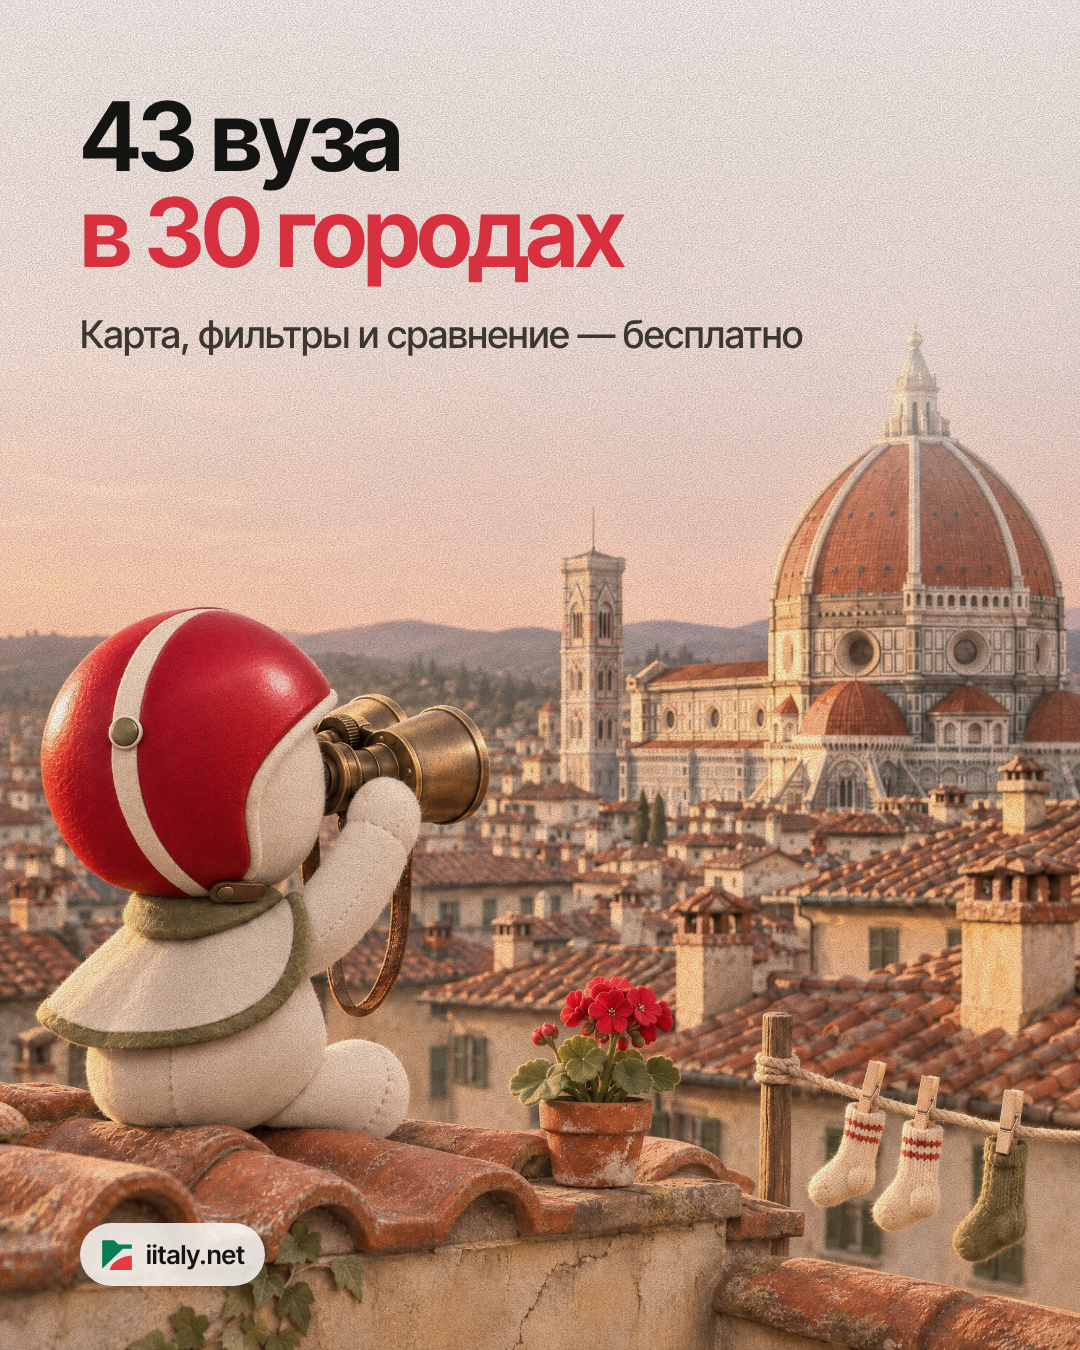 43 вуза
в 30 городах
Карта, фильтры и сравнение — бесплатно
iitaly.net